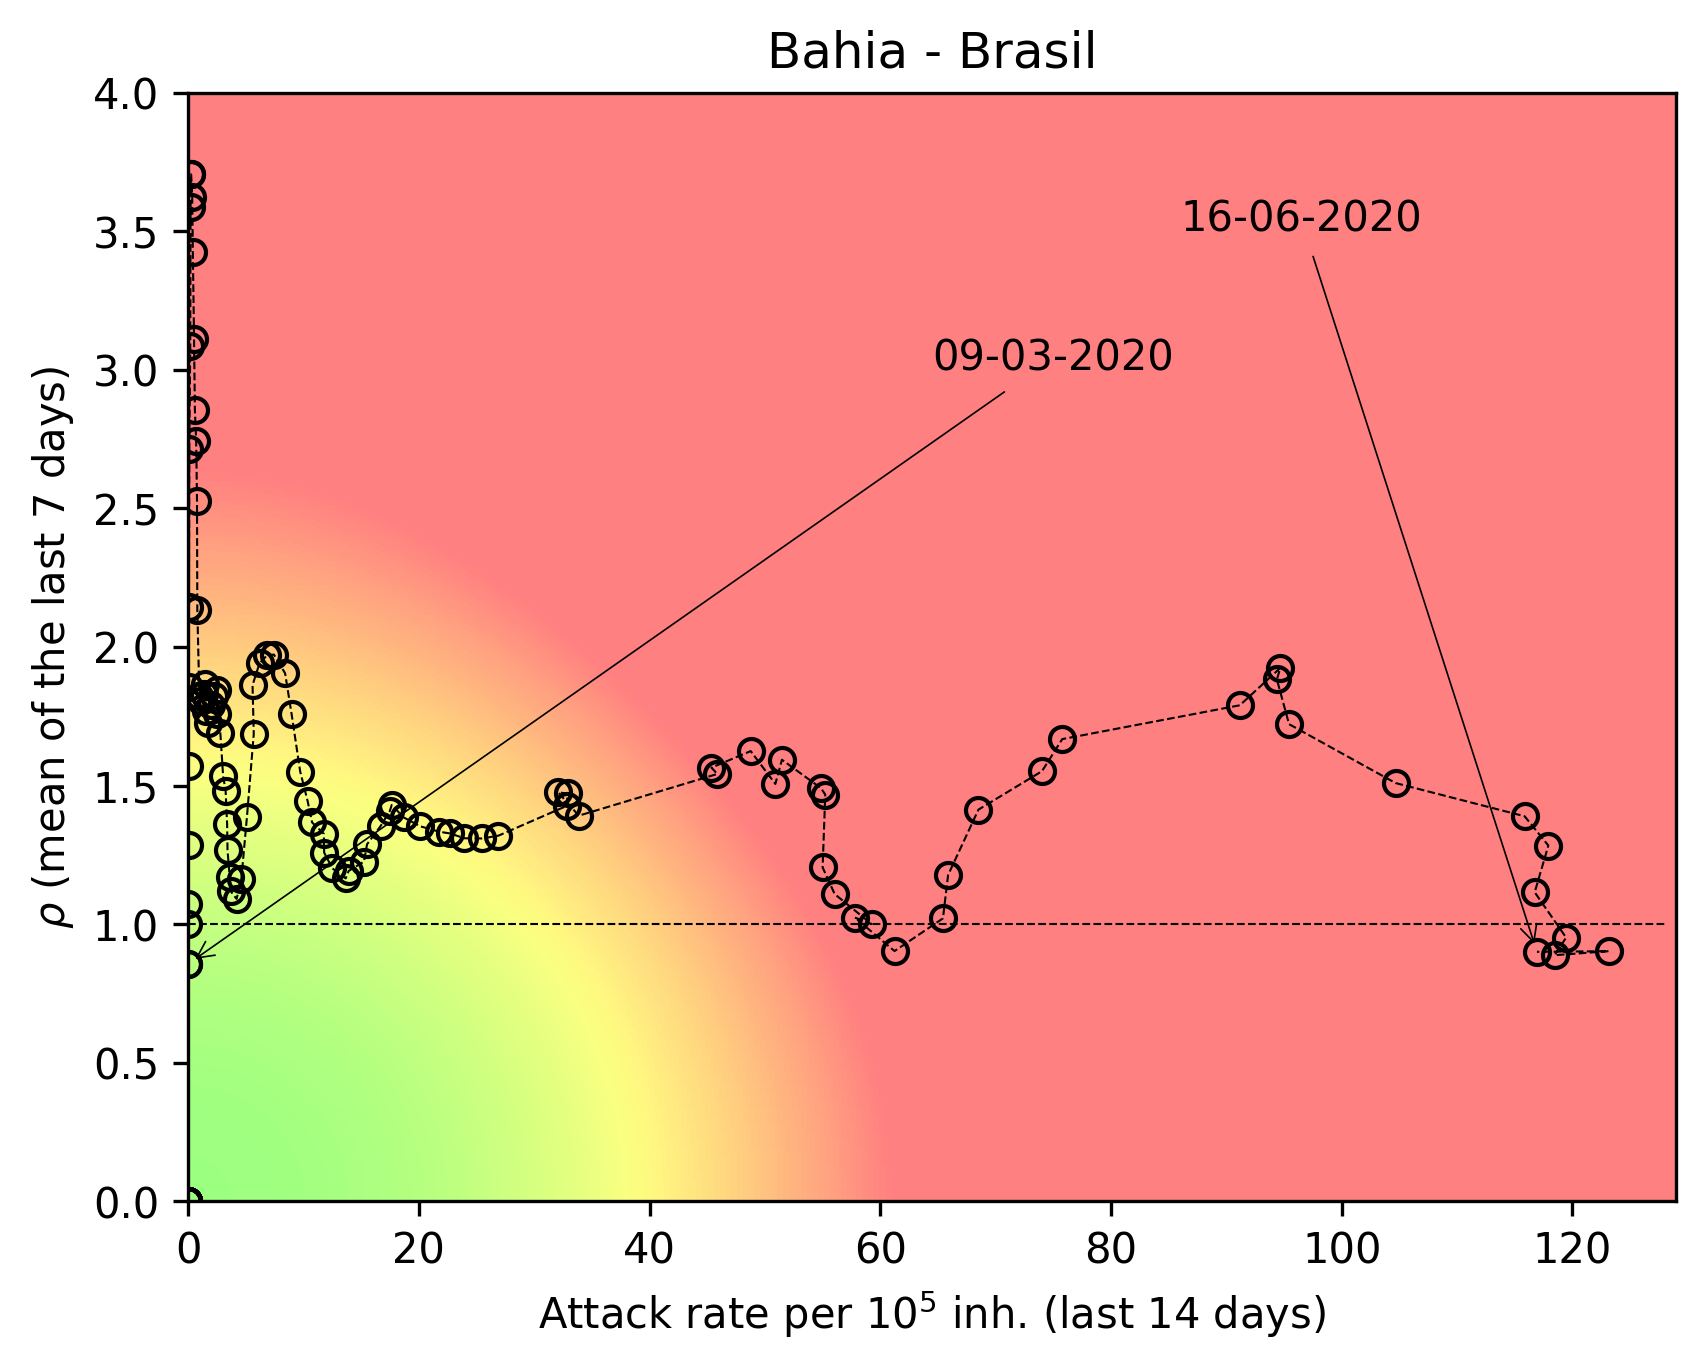 Bahia - Brasil
4.0
3.5
3.0
2.5
2.0
1.5
1.0
0.5
0.0
ρ (mean of the last 7 days)
16-06-2020
09-03-2020
0 20 40 60 80 100 120
Attack rate per 10⁵ inh. (last 14 days)